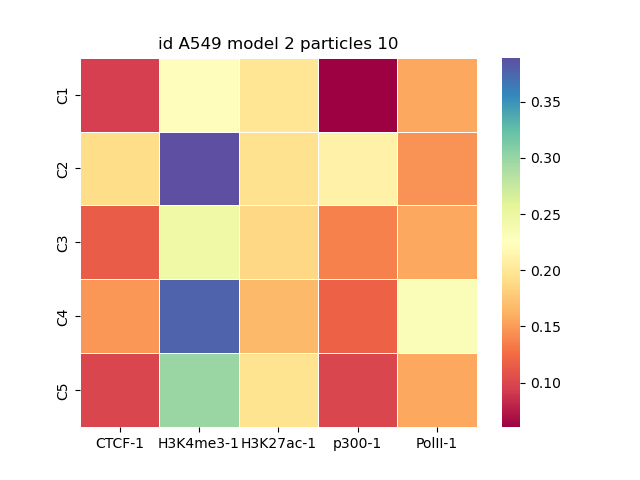 id A549 model 2 particles 10
C1
C2
C3
C4
C5
CTCF-1 H3K4me3-1 H3K27ac-1 p300-1 PolII-1
0.35
0.30
0.25
0.20
0.15
0.10